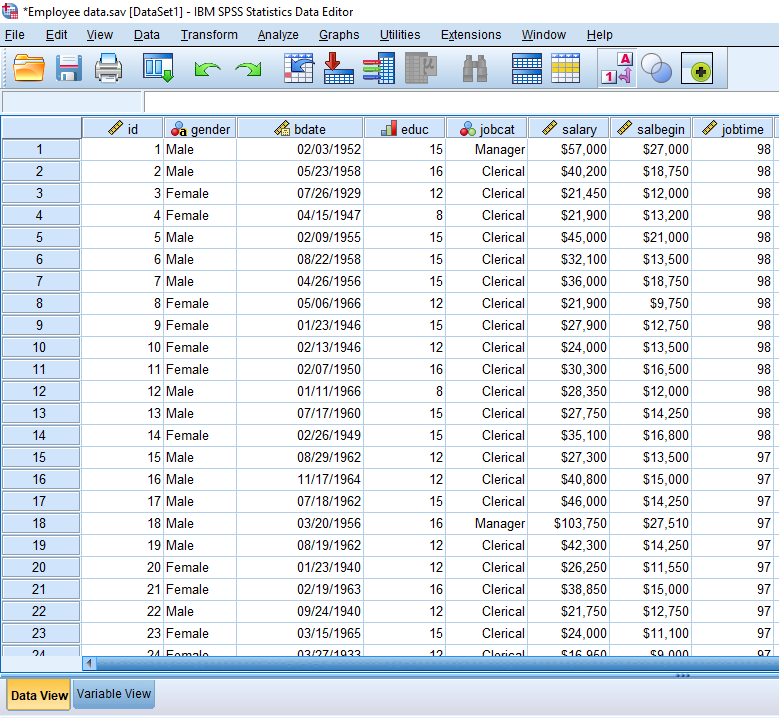 *Employee data.sav [DataSet1] - IBM SPSS Statistics Data Editor
File Edit View Data Transform Analyze Graphs Utilities Extensions Window Help
1 A
id gender bdate educ jobcat salary salbegin jobtime
1 1 Male 02/03/1952 15 Manager $57,000 $27,000 98
2 2 Male 05/23/1958 16 Clerical $40,200 $18,750 98
3 3 Female 07/26/1929 12 Clerical $21,450 $12,000 98
4 4 Female 04/15/1947 8 Clerical $21,900 $13,200 98
5 5 Male 02/09/1955 15 Clerical $45,000 $21,000 98
6 6 Male 08/22/1958 15 Clerical $32,100 $13,500 98
7 7 Male 04/26/1956 15 Clerical $36,000 $18,750 98
8 8 Female 05/06/1966 12 Clerical $21,900 $9,750 98
9 9 Female 01/23/1946 15 Clerical $27,900 $12,750 98
10 10 Female 02/13/1946 12 Clerical $24,000 $13,500 98
11 11 Female 02/07/1950 16 Clerical $30,300 $16,500 98
12 12 Male 01/11/1966 8 Clerical $28,350 $12,000 98
13 13 Male 07/17/1960 15 Clerical $27,750 $14,250 98
14 14 Female 02/26/1949 15 Clerical $35,100 $16,800 98
15 15 Male 08/29/1962 12 Clerical $27,300 $13,500 97
16 16 Male 11/17/1964 12 Clerical $40,800 $15,000 97
17 17 Male 07/18/1962 15 Clerical $46,000 $14,250 97
18 18 Male 03/20/1956 16 Manager $103,750 $27,510 97
19 19 Male 08/19/1962 12 Clerical $42,300 $14,250 97
20 20 Female 01/23/1940 12 Clerical $26,250 $11,550 97
21 21 Female 02/19/1963 16 Clerical $38,850 $15,000 97
22 22 Male 09/24/1940 12 Clerical $21,750 $12,750 97
23 23 Female 03/15/1965 15 Clerical $24,000 $11,100 97
24 24 Female 03/27/1933 12 Clerical $16,950 $9,000 97
Data View Variable View